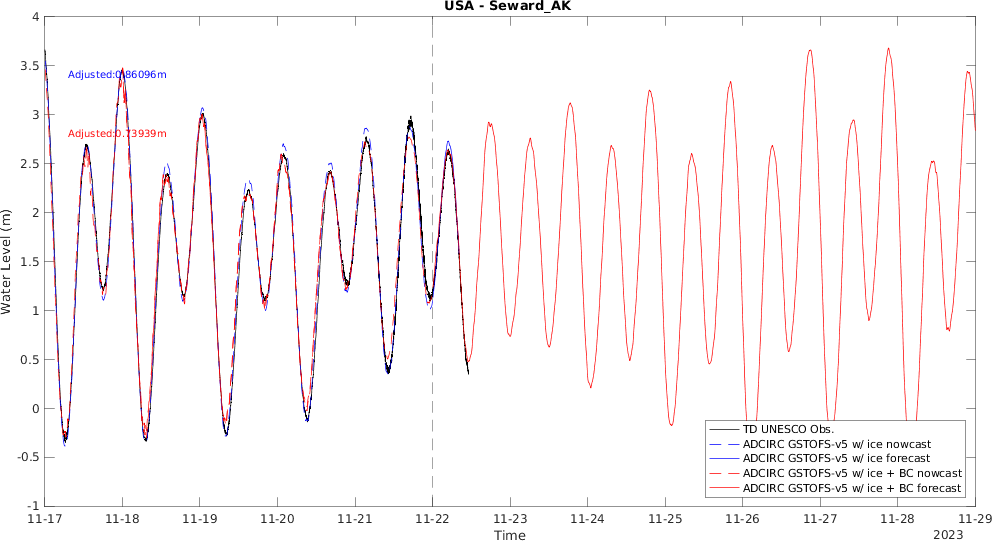 USA - Seward_AK
4
3.5
3
2.5
2
1.5
1
0.5
0
-0.5
-1
Water Level (m)
Adjusted:0.86096m
Adjusted:0.73939m
TD UNESCO Obs.
ADCIRC GSTOFS-v5 w/ ice nowcast
ADCIRC GSTOFS-v5 w/ ice forecast
ADCIRC GSTOFS-v5 w/ ice + BC nowcast
ADCIRC GSTOFS-v5 w/ ice + BC forecast
11-17 11-18 11-19 11-20 11-21 11-22 11-23 11-24 11-25 11-26 11-27 11-28 11-29
Time
2023